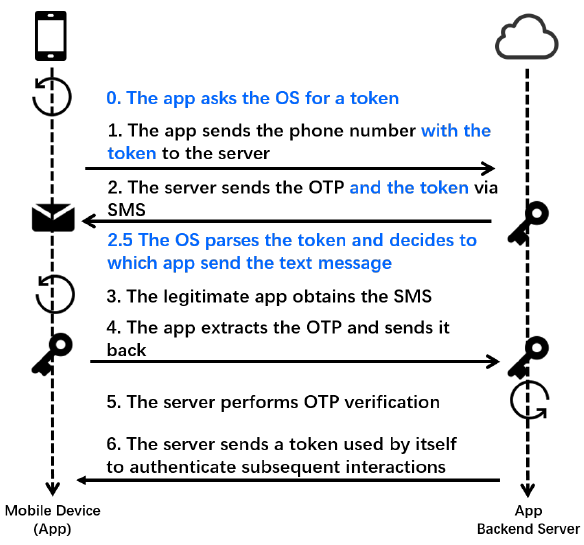 0. The app asks the OS for a token
1. The app sends the phone number with the
token to the server
2. The server sends the OTP and the token via
SMS
2.5 The OS parses the token and decides to
which app send the text message
3. The legitimate app obtains the SMS
4. The app extracts the OTP and sends it
back
5. The server performs OTP verification
6. The server sends a token used by itself
to authenticate subsequent interactions
Mobile Device
(App)
App
Backend Server